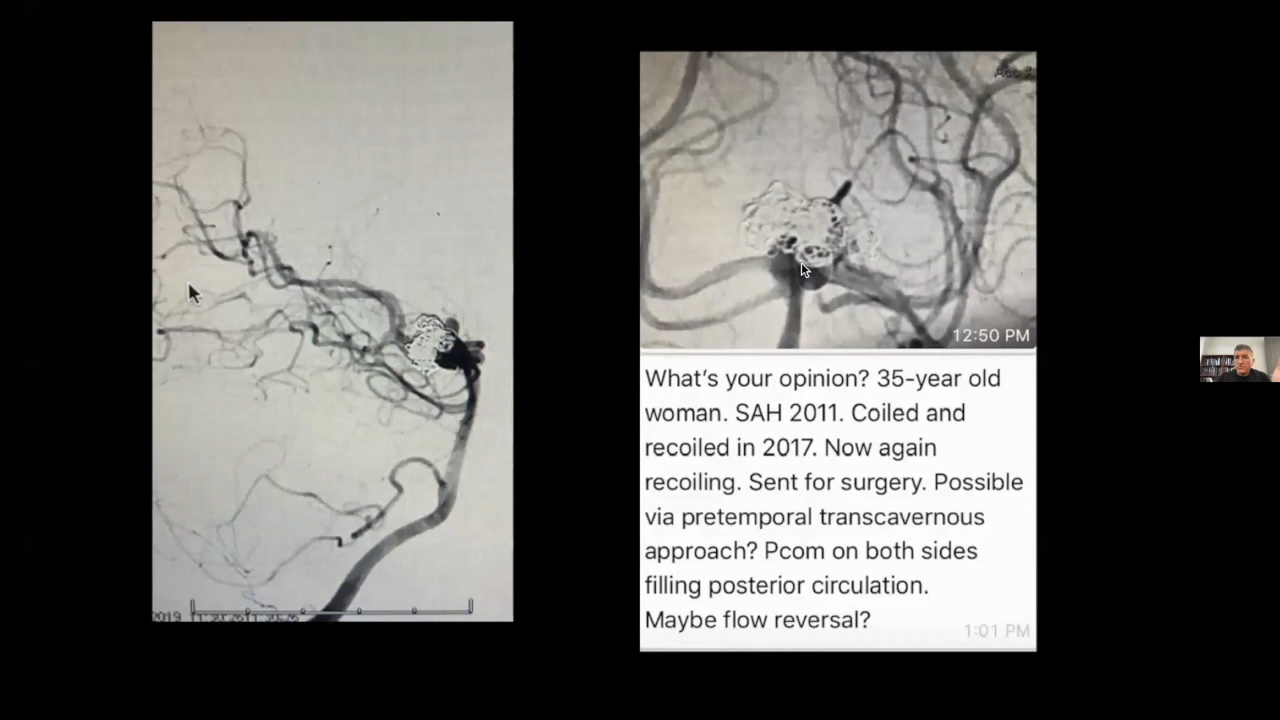 12:50 PM
What's your opinion? 35-year old
woman. SAH 2011. Coiled and
recoiled in 2017. Now again
recoiling. Sent for surgery. Possible
via pretemporal transcavernous
approach? Pcom on both sides
filling posterior circulation.
Maybe flow reversal?
1:01 PM